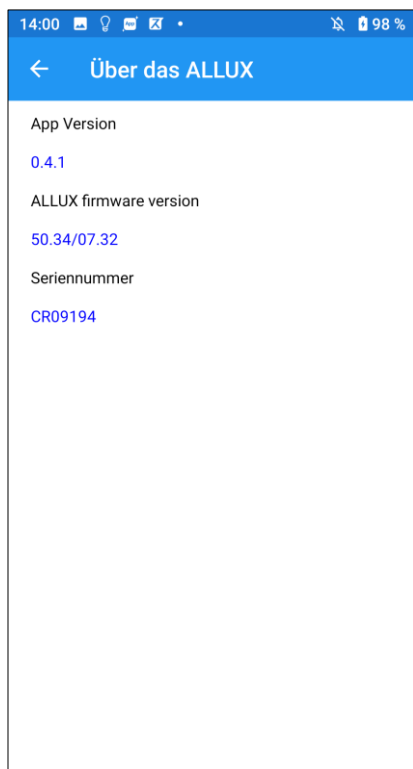 14:00 98 %
Über das ALLUX
App Version
0.4.1
ALLUX firmware version
50.34/07.32
Seriennummer
CR09194